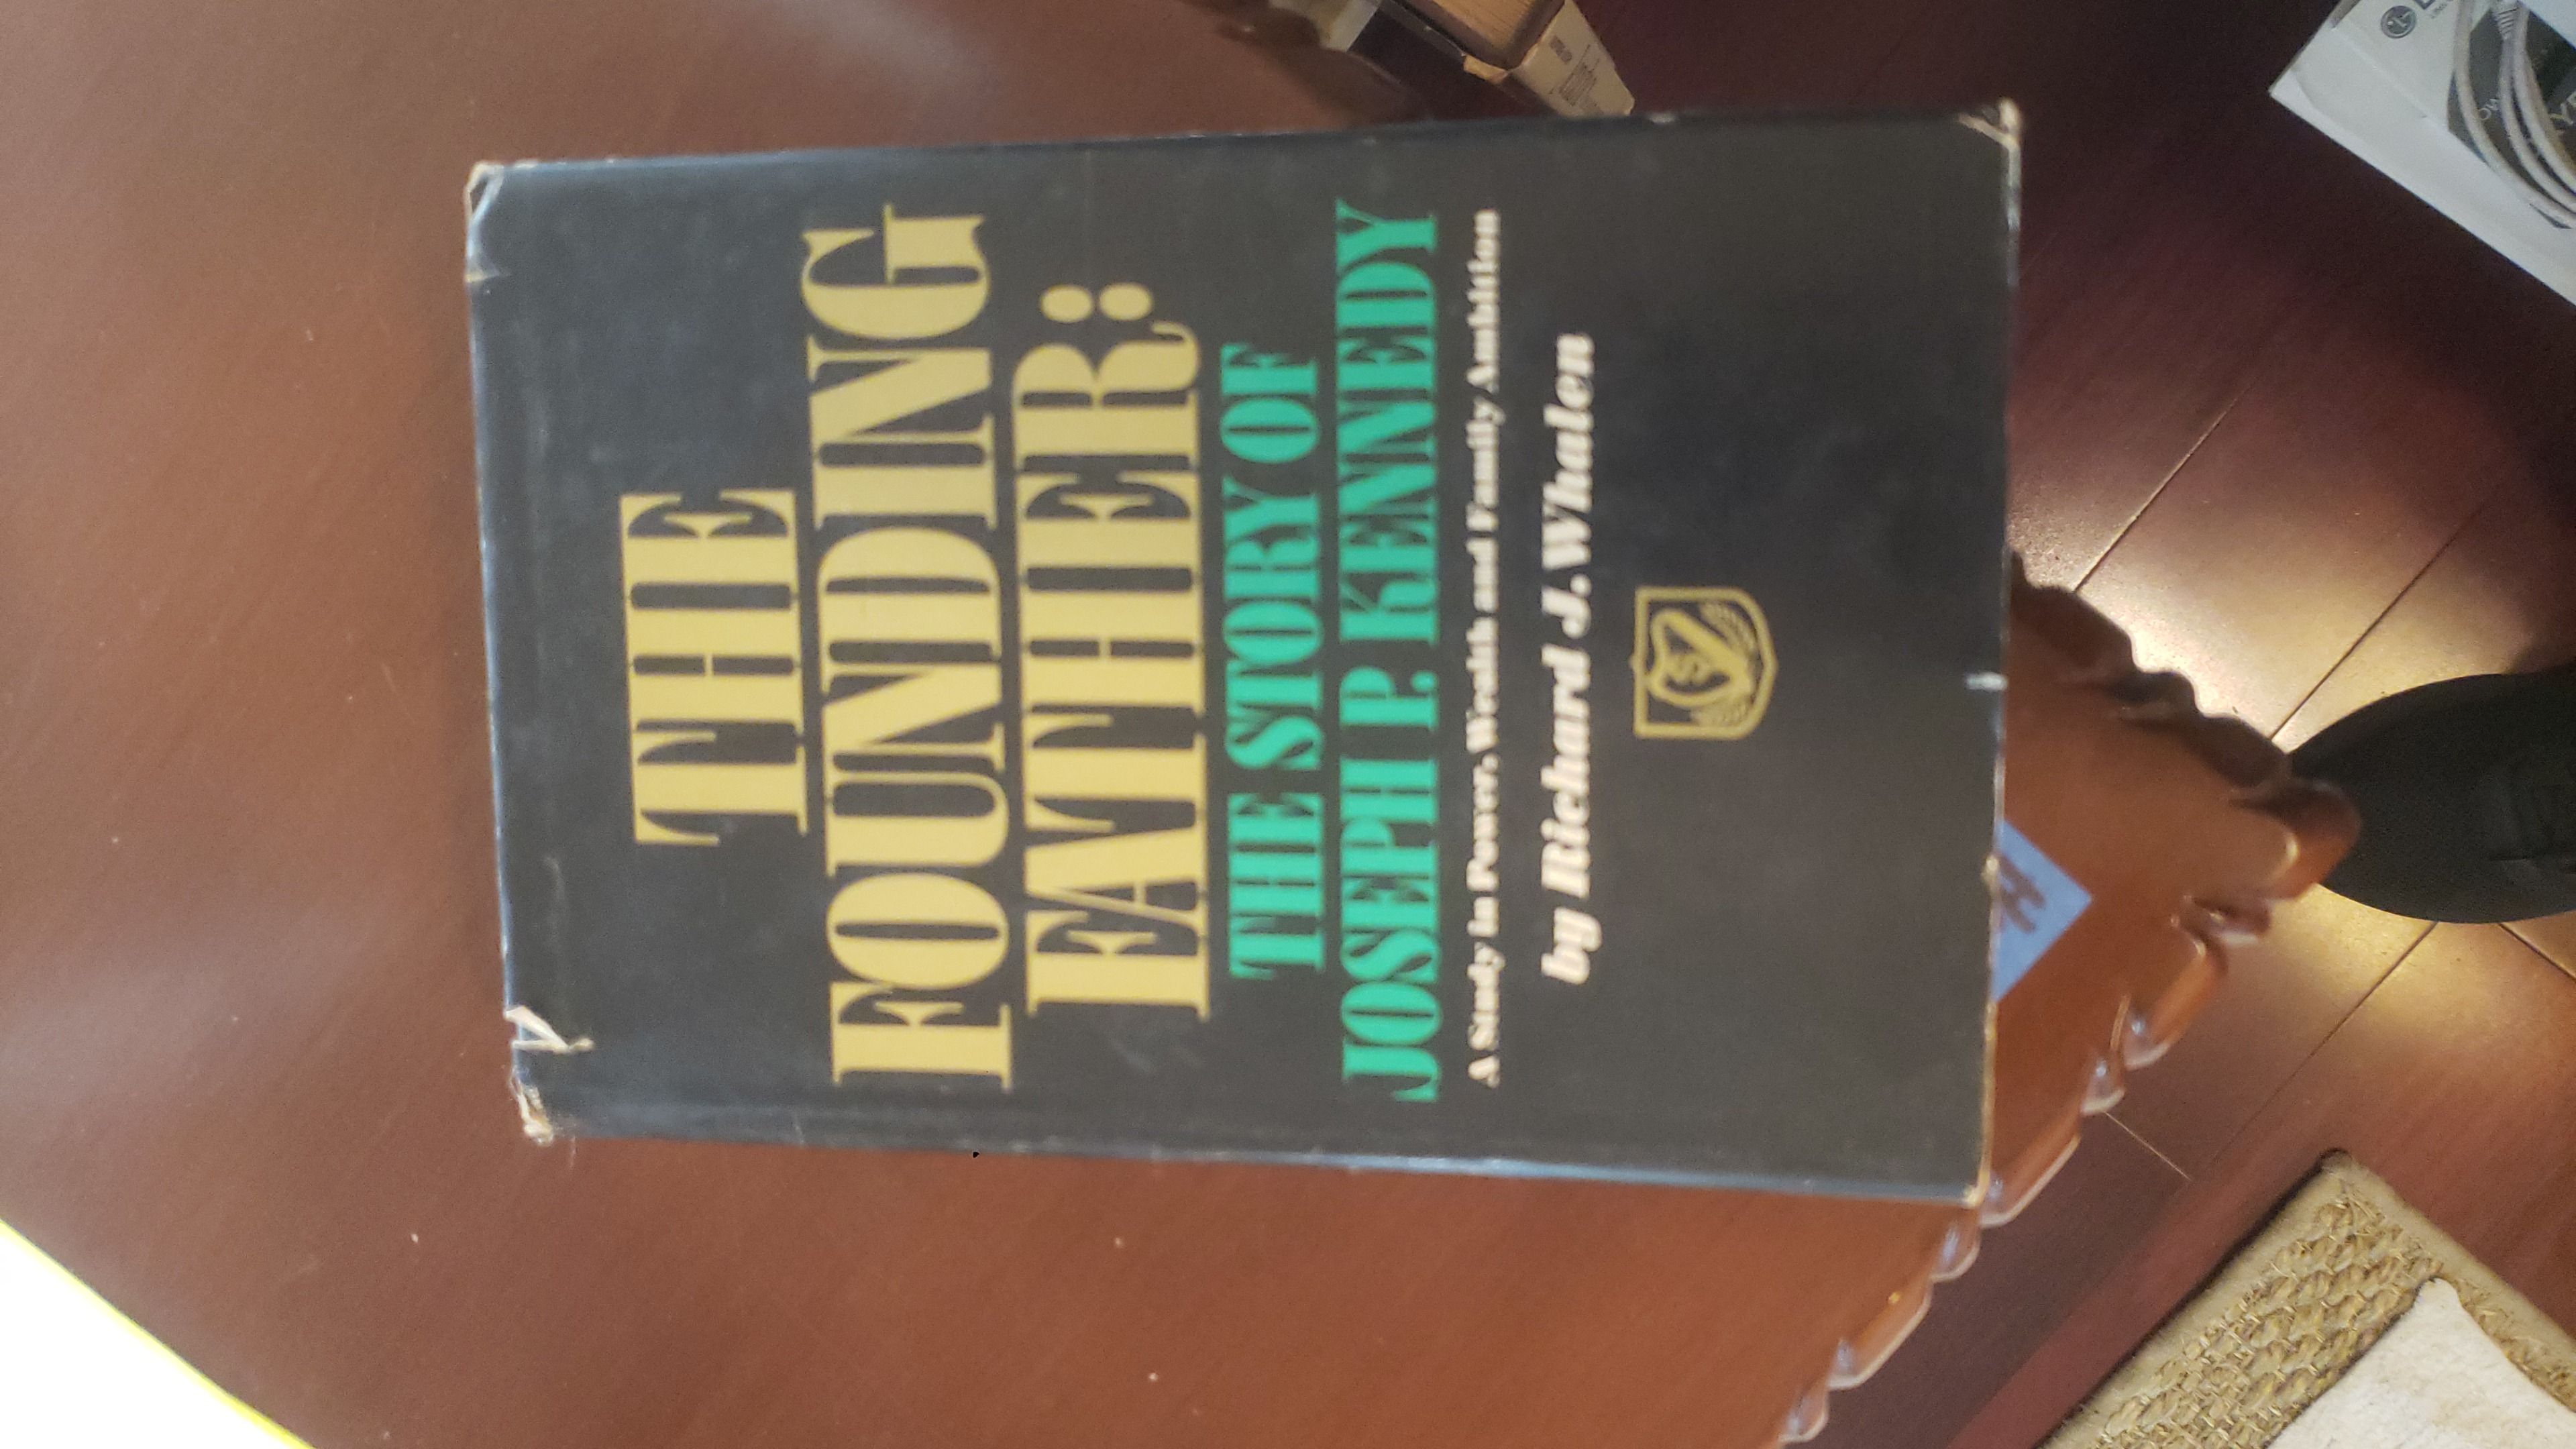 THE
FOUNDING
FATHER:
THE STORY OF
JOSEPH P. KENNEDY
A Study in Power, Wealth and Family Ambition
by Richard J. Whalen